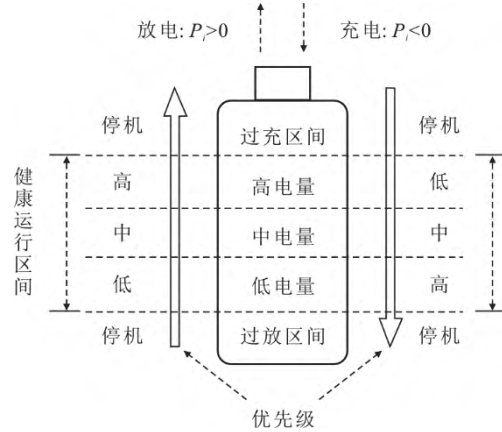 放电: Pᵢ>0 充电: Pᵢ<0
停机 过充区间 停机
高 高电量 低
中 中电量 中
低 低电量 高
停机 过放区间 停机
健康运行区间
优先级